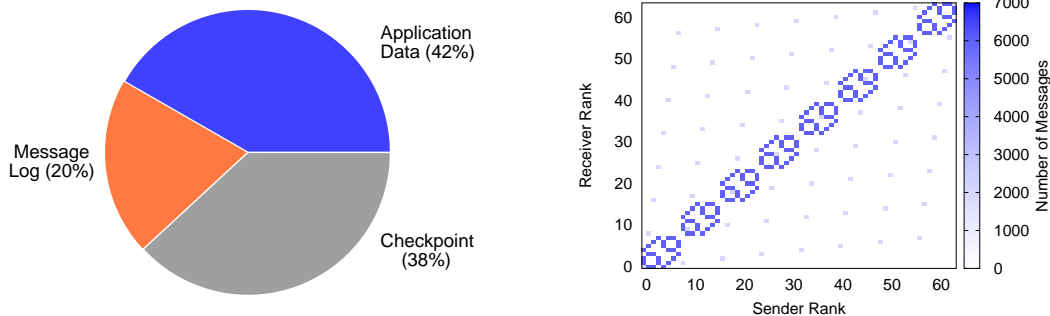 Application
Data (42%)
Message
Log (20%)
Checkpoint
(38%)
Receiver Rank
60
50
40
30
20
10
0
0 10 20 30 40 50 60
Sender Rank
7000
6000
5000
4000
3000
2000
1000
0
Number of Messages